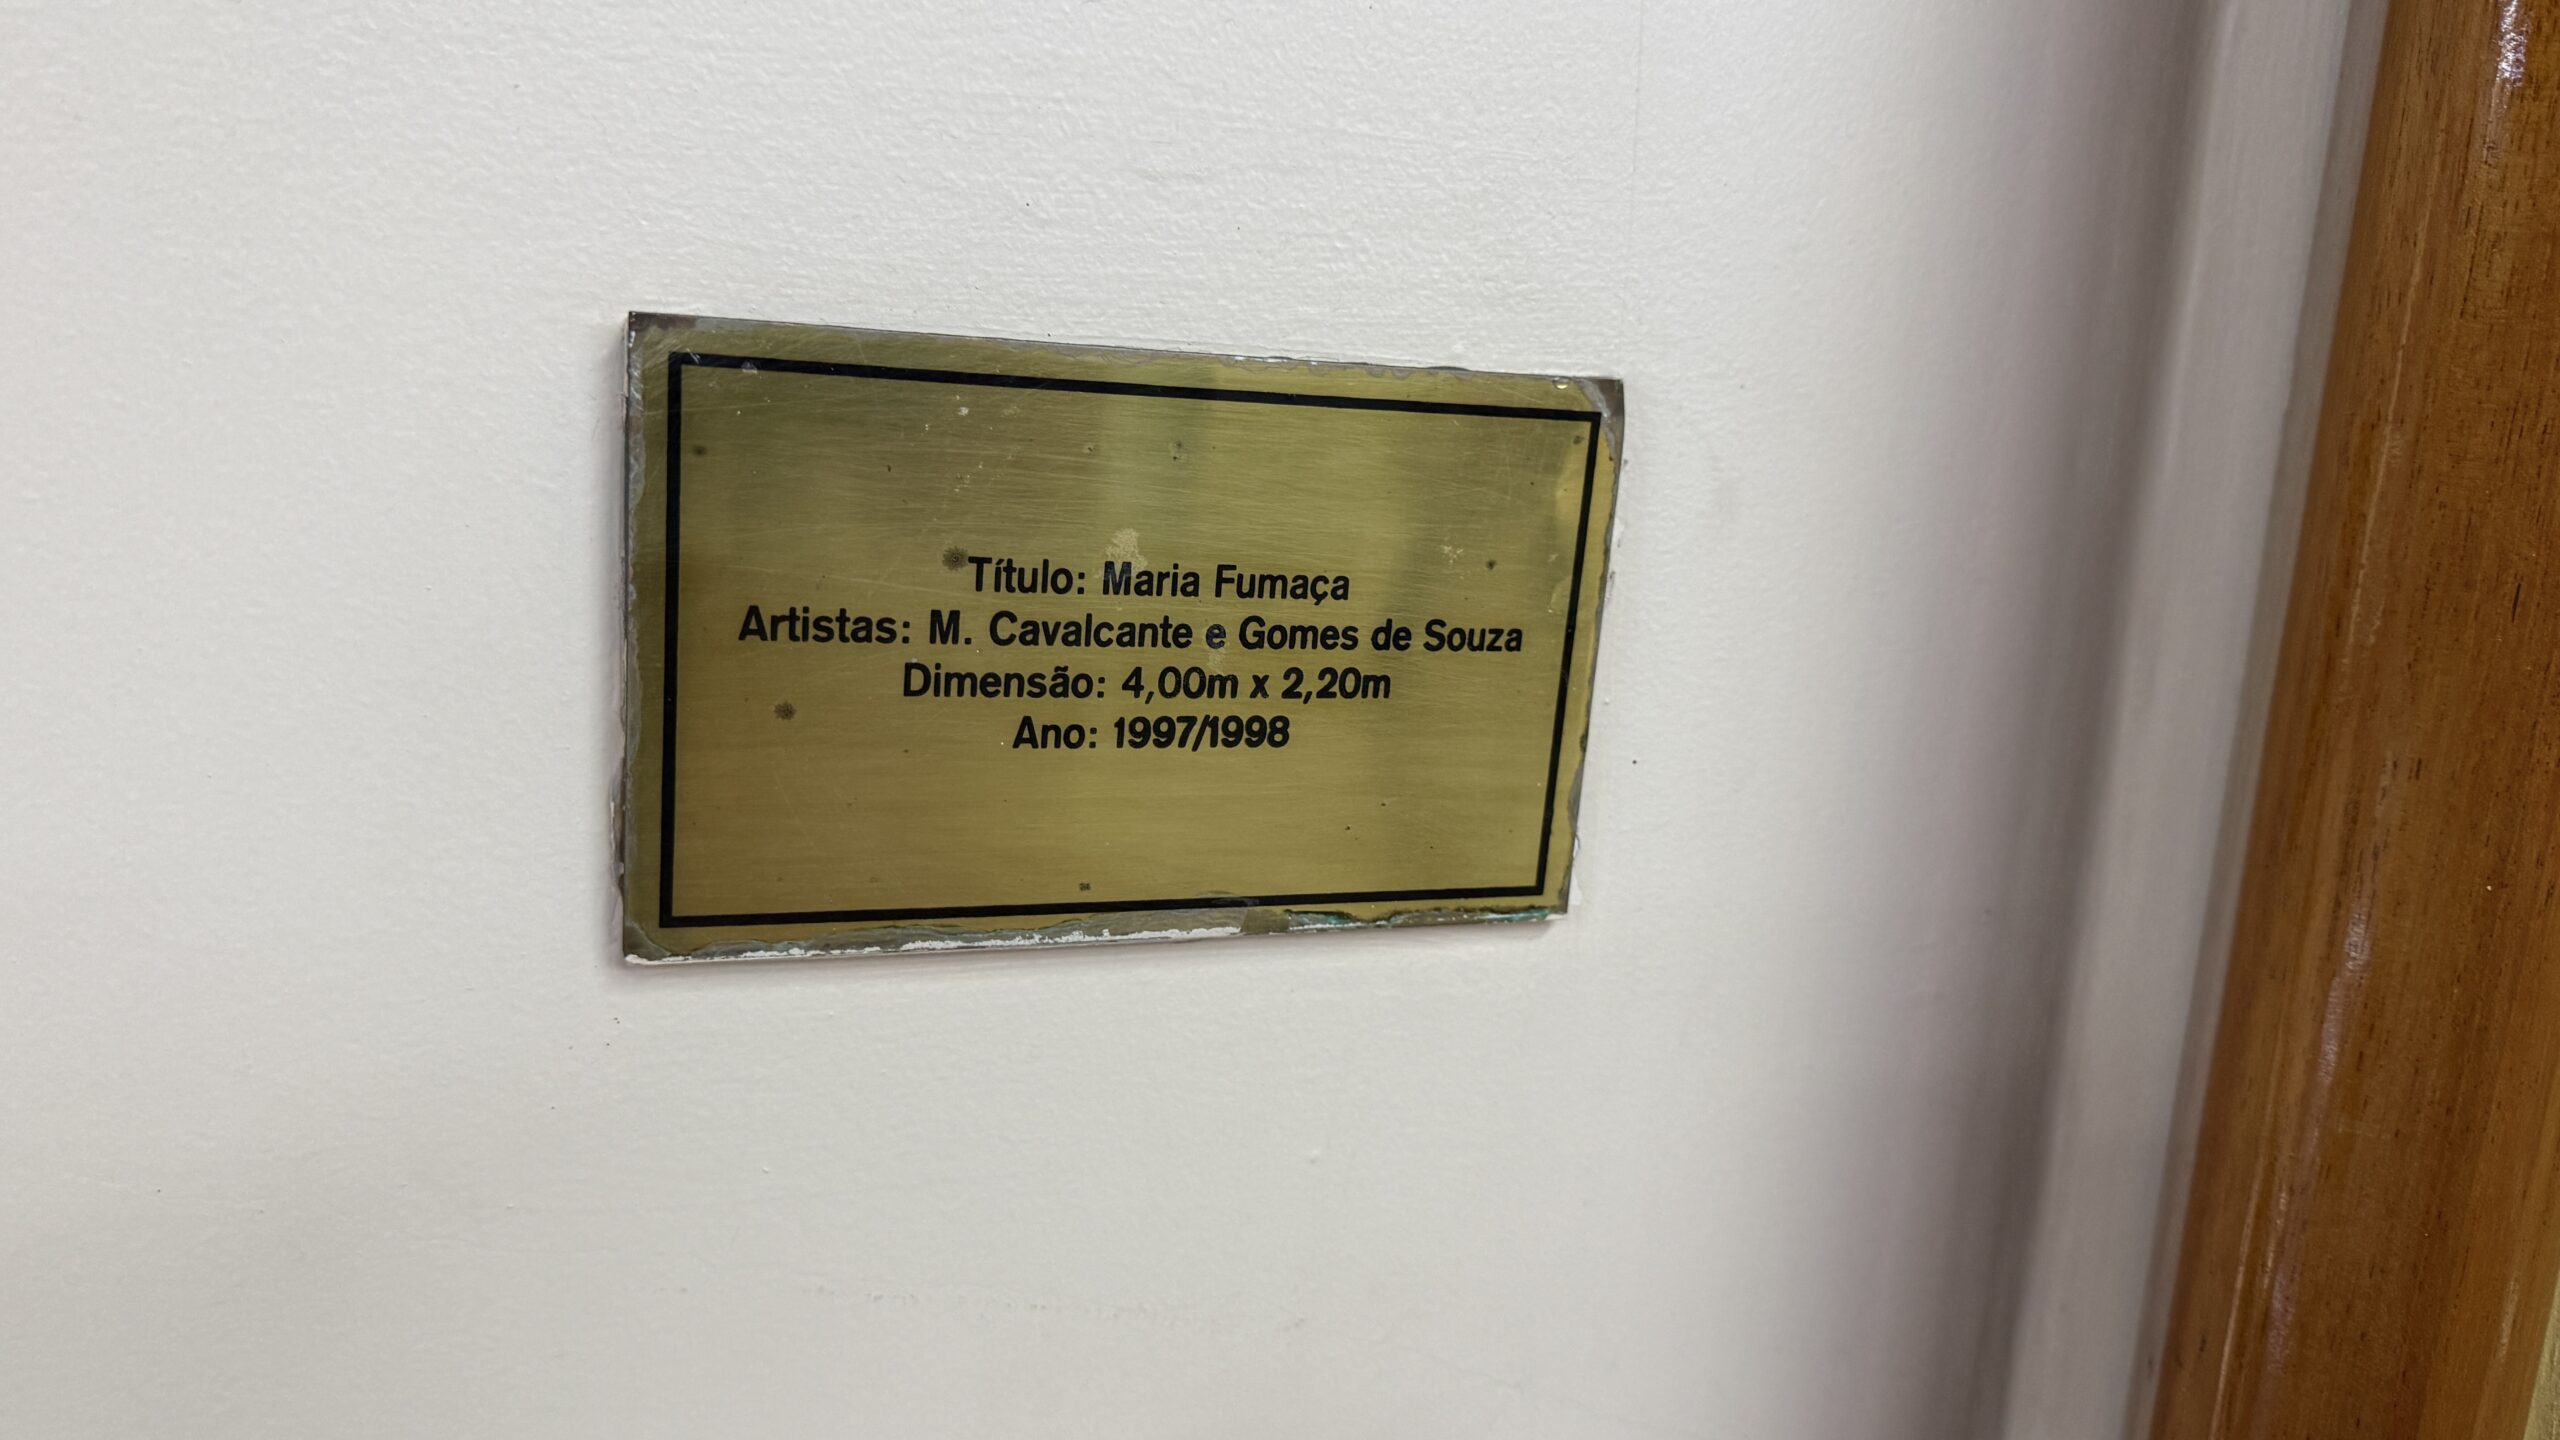 Título: Maria Fumaça
Artistas: M. Cavalcante e Gomes de Souza
Dimensão: 4,00m x 2,20m
Ano: 1997/1998